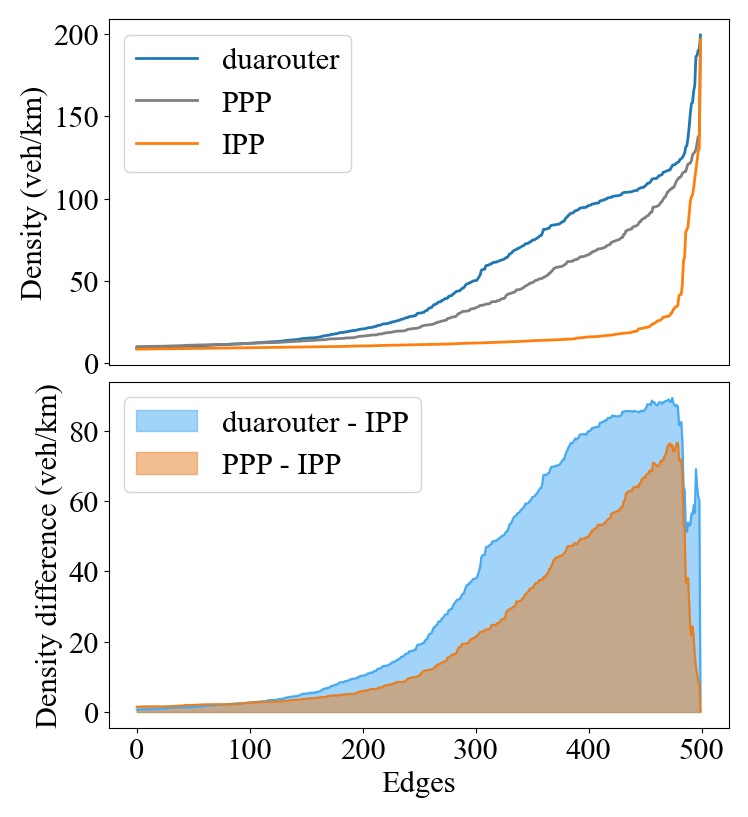 200
150
100
50
0
Density (veh/km)
duarouter
PPP
IPP
80
60
40
20
0
Density difference (veh/km)
duarouter - IPP
PPP - IPP
0 100 200 300 400 500
Edges